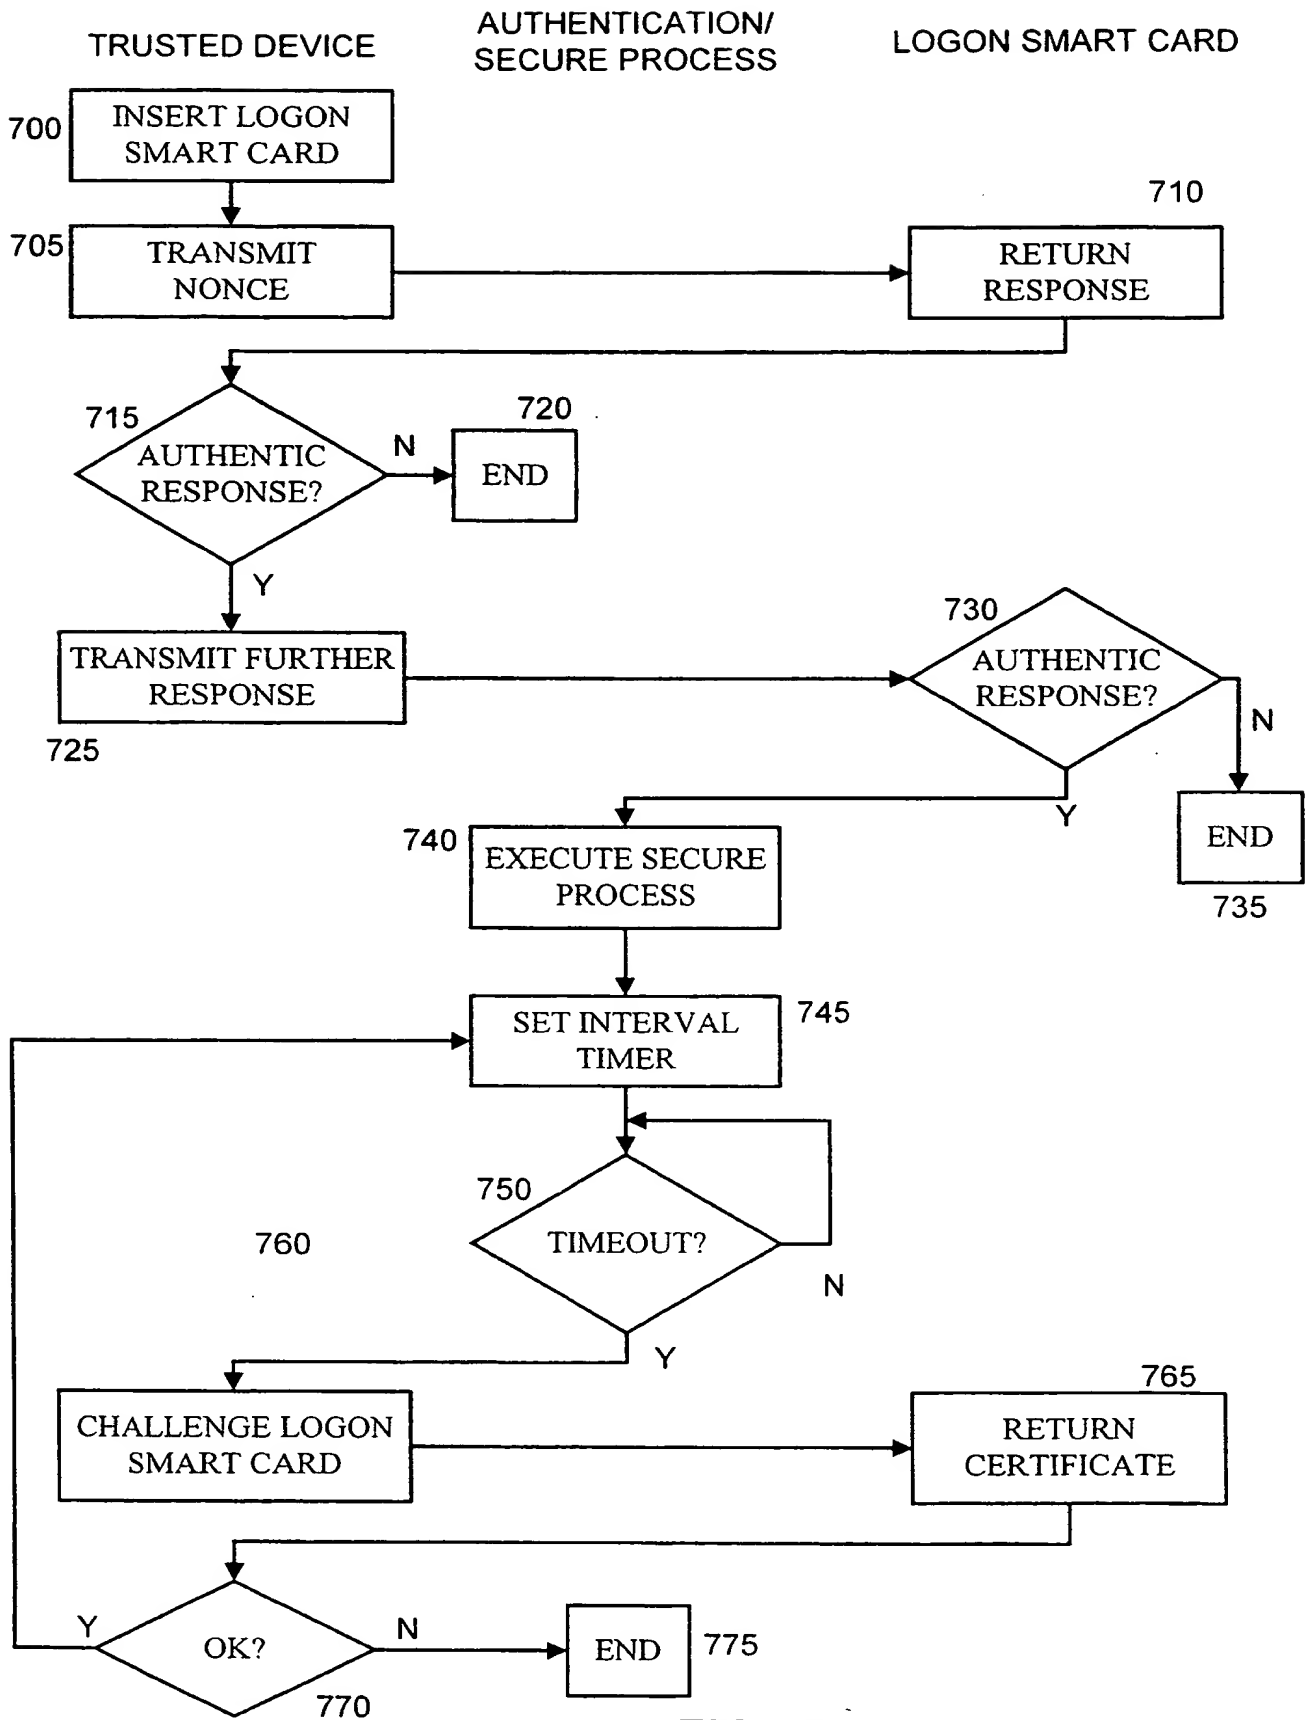 TRUSTED DEVICE
AUTHENTICATION/
SECURE PROCESS
LOGON SMART CARD
700
INSERT LOGON
SMART CARD
705
TRANSMIT
NONCE
710
RETURN
RESPONSE
715
AUTHENTIC
RESPONSE?
N
720
END
Y
TRANSMIT FURTHER
RESPONSE
725
730
AUTHENTIC
RESPONSE?
N
Y
END
735
740
EXECUTE SECURE
PROCESS
SET INTERVAL
TIMER
745
750
TIMEOUT?
N
Y
760
CHALLENGE LOGON
SMART CARD
765
RETURN
CERTIFICATE
Y
OK?
N
770
END
775